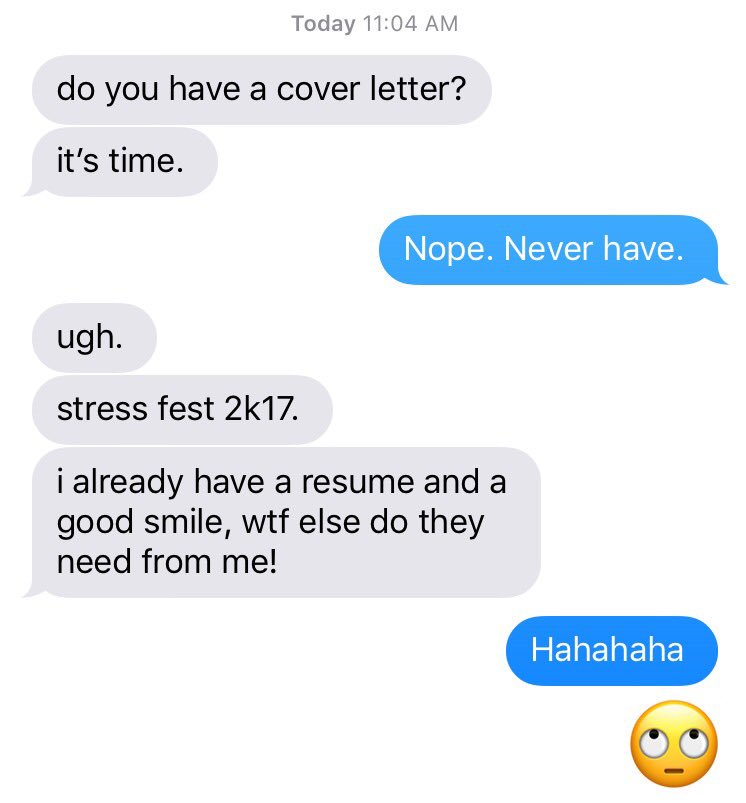 Today 11:04 AM
do you have a cover letter?
it’s time.
Nope. Never have.
ugh.
stress fest 2k17.
i already have a resume and a
good smile, wtf else do they
need from me!
Hahahaha
🙄